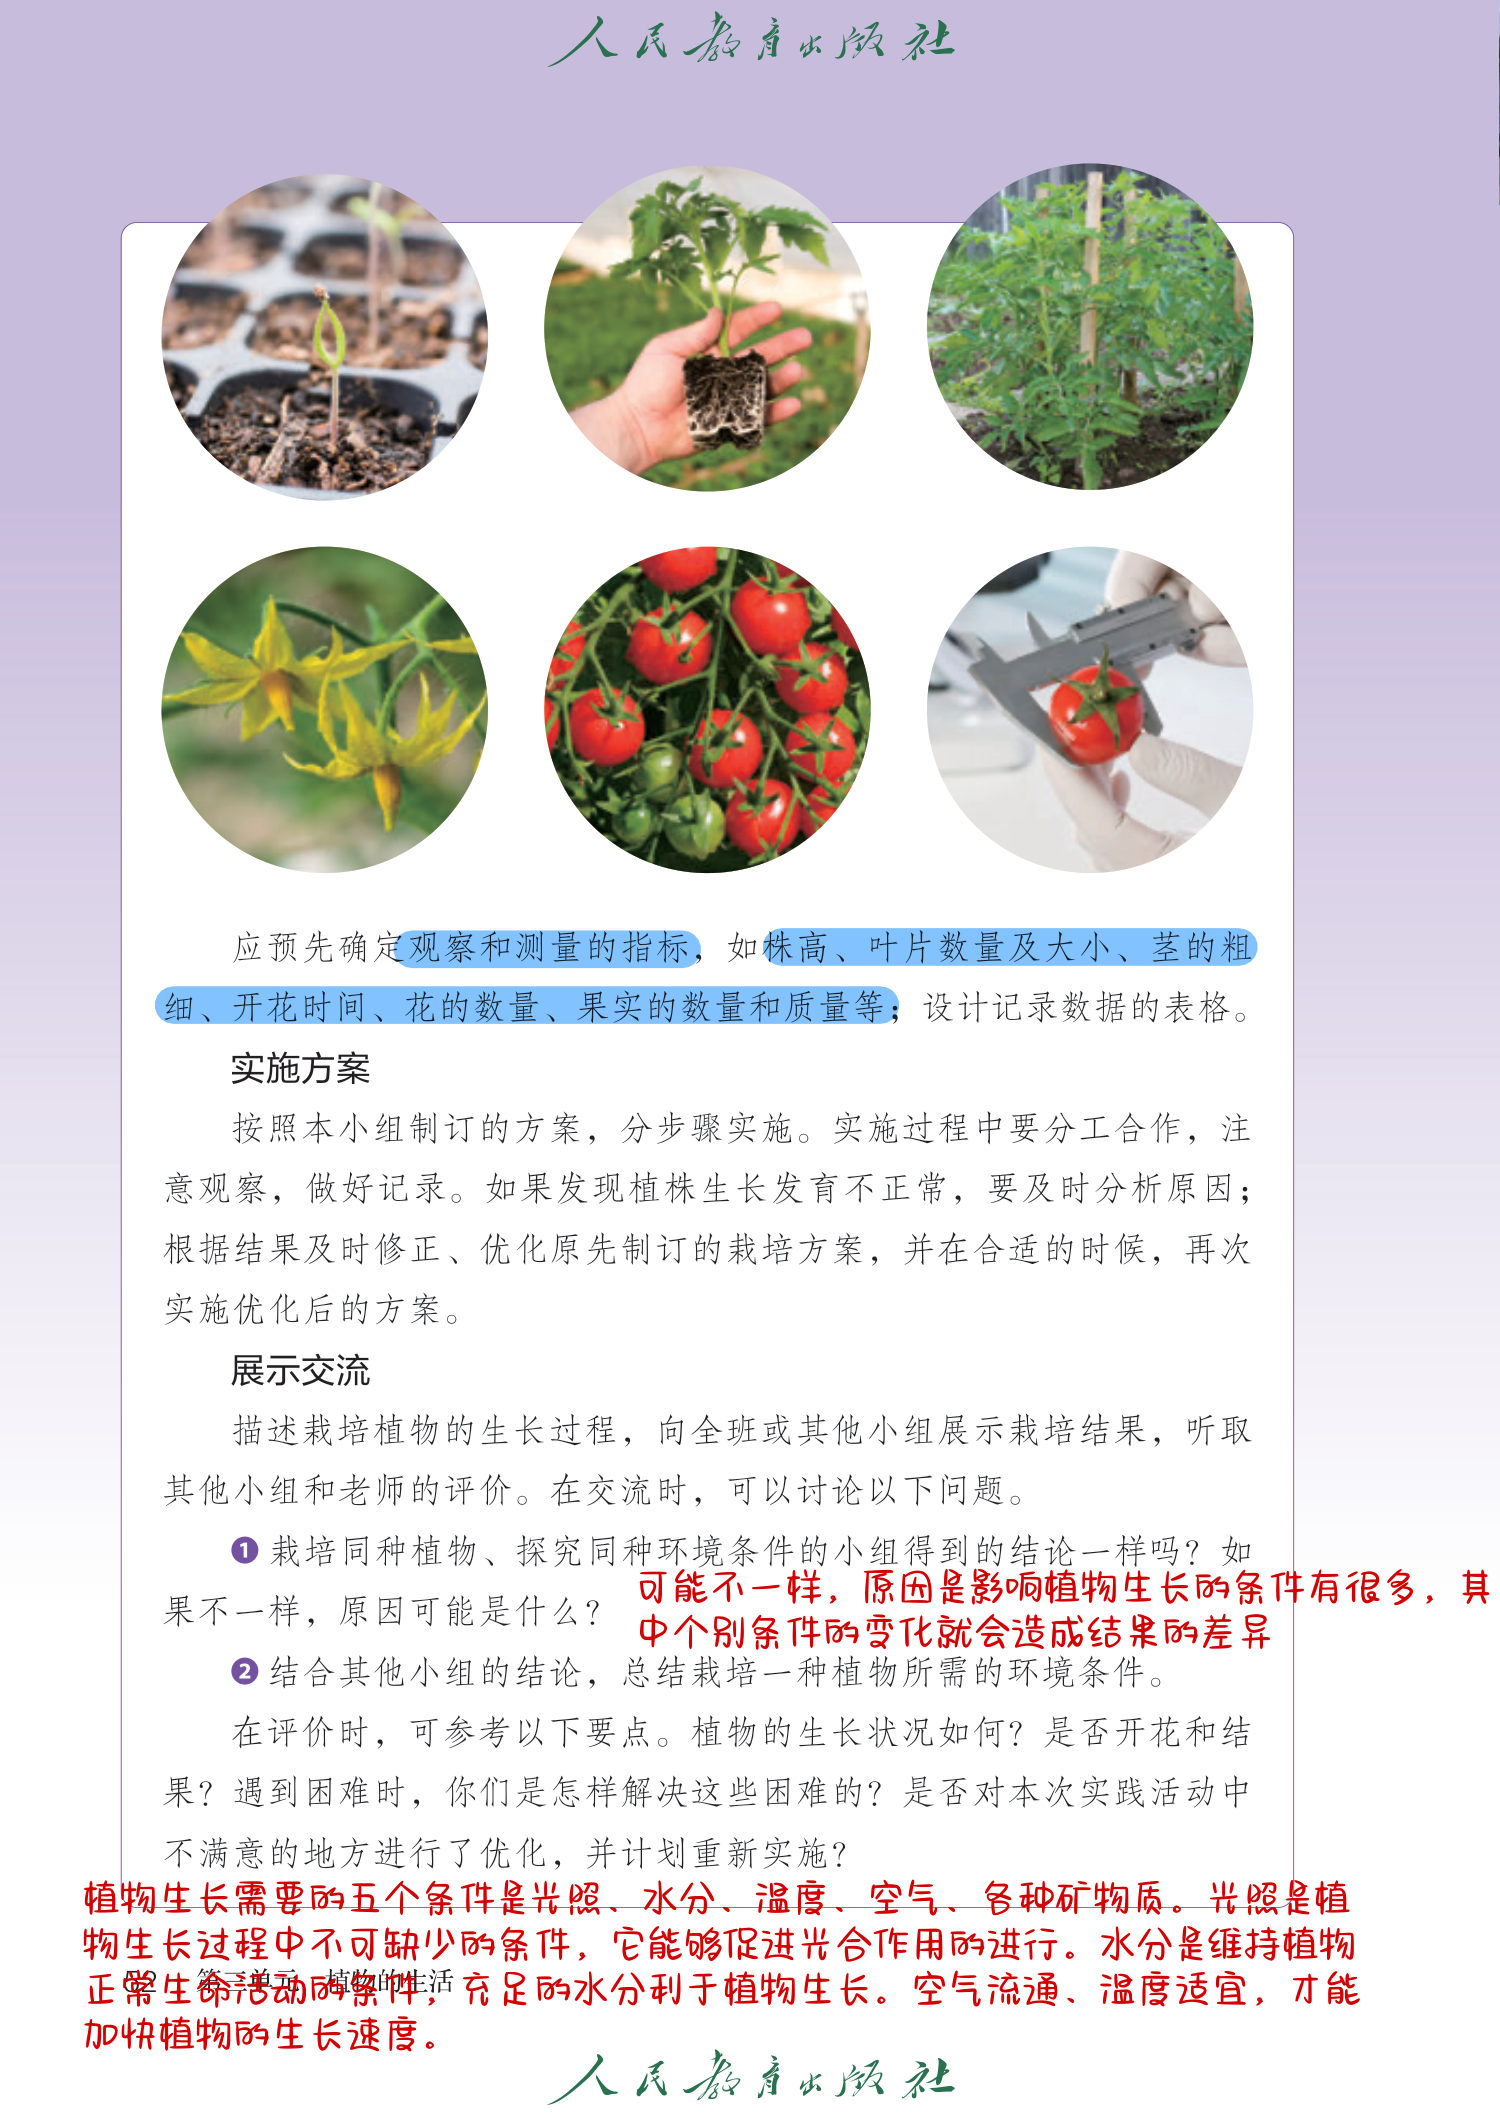 人民教育出版社
应预先确定观察和测量的指标，如株高、叶片数量及大小、茎的粗
细、开花时间、花的数量、果实的数量和质量等；设计记录数据的表格。
实施方案
按照本小组制订的方案，分步骤实施。实施过程中要分工合作，注
意观察，做好记录。如果发现植株生长发育不正常，要及时分析原因；
根据结果及时修正、优化原先制订的栽培方案，并在合适的时候，再次
实施优化后的方案。
展示交流
描述栽培植物的生长过程，向全班或其他小组展示栽培结果，听取
其他小组和老师的评价。在交流时，可以讨论以下问题。
❶ 栽培同种植物、探究同种环境条件的小组得到的结论一样吗？如
果不一样，原因可能是什么？
可能不一样，原因是影响植物生长的条件有很多，其
中个别条件的变化就会造成结果的差异
❷ 结合其他小组的结论，总结栽培一种植物所需的环境条件。
在评价时，可参考以下要点。植物的生长状况如何？是否开花和结
果？遇到困难时，你们是怎样解决这些困难的？是否对本次实践活动中
不满意的地方进行了优化，并计划重新实施？
植物生长需要的五个条件是光照、水分、温度、空气、各种矿物质。光照是植
物生长过程中不可缺少的条件，它能够促进光合作用的进行。水分是维持植物
正常生命活动的条件，充足的水分利于植物生长。空气流通、温度适宜，才能
加快植物的生长速度。
52 第三单元 植物的生活
人民教育出版社